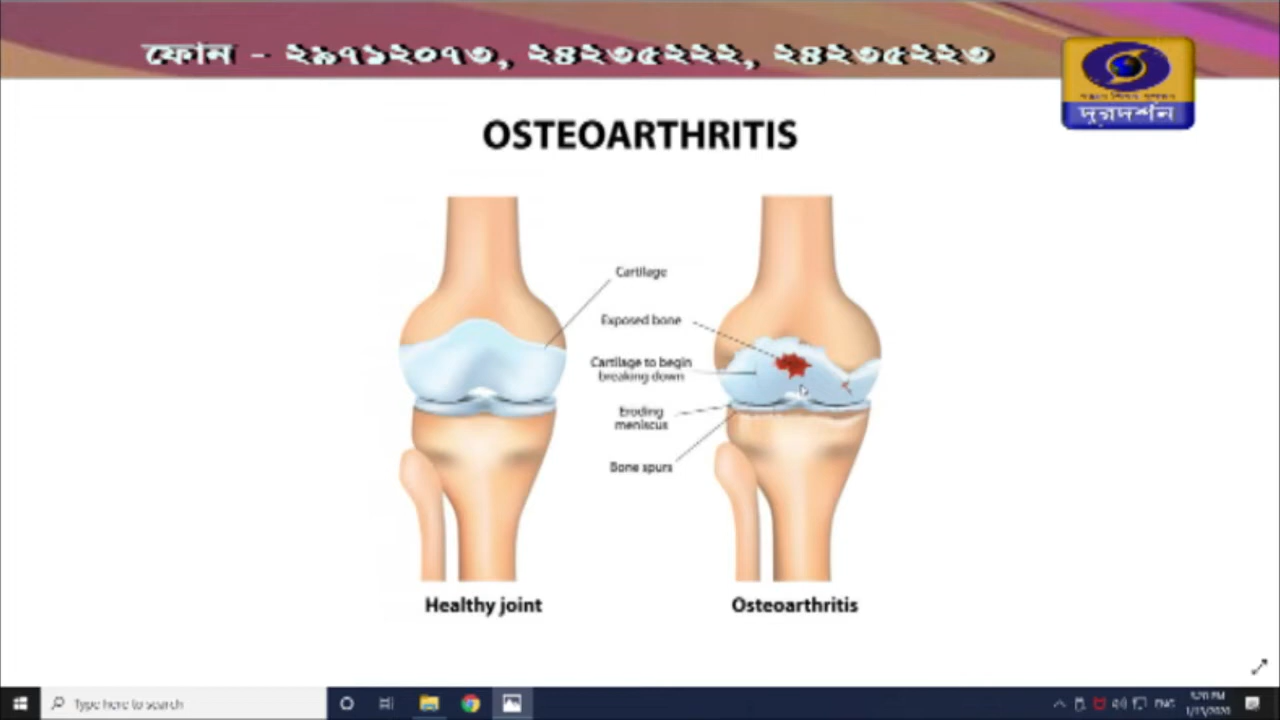 ফোন - ২৯৭১২০৭৩, ২৪২৩৫২২২, ২৪২৩৫২২৩
দূরদর্শন
OSTEOARTHRITIS
Cartilage
Exposed bone
Cartilage to begin
breaking down
Eroding
meniscus
Bone spurs
Healthy joint
Osteoarthritis
Type here to search
ENG